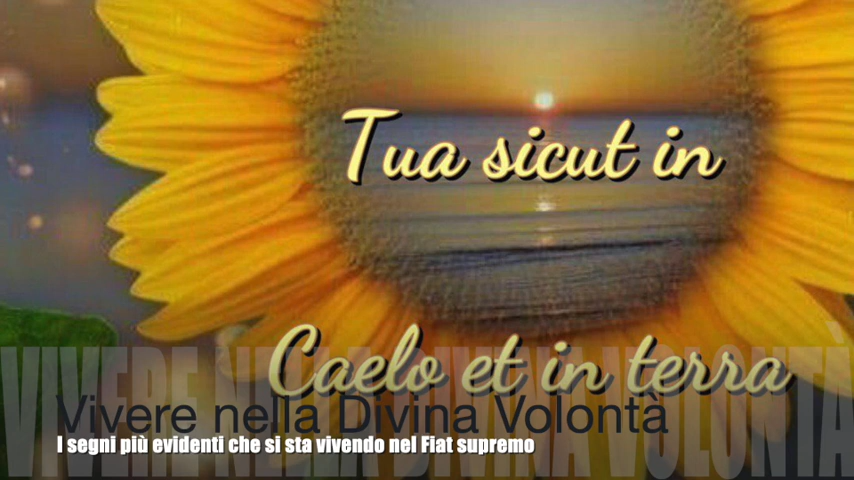 Tua sicut in
Caelo et in terra
VIVERE NELLA DIVINA VOLONTÀ
Vivere nella Divina Volontà
I segni più evidenti che si sta vivendo nel Fiat supremo